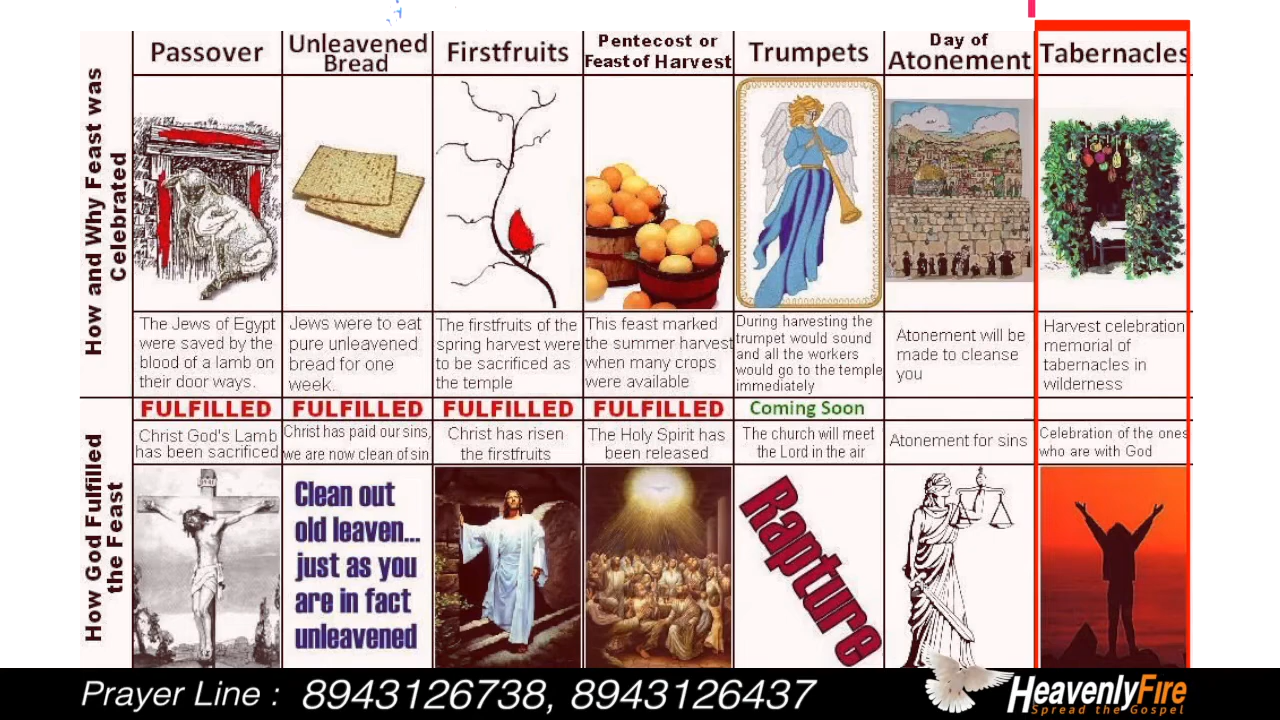 Passover
Unleavened
Bread
Firstfruits
Pentecost or
Feast of Harvest
Trumpets
Day of
Atonement
Tabernacles
How and Why Feast was
Celebrated
The Jews of Egypt
were saved by the
blood of a lamb on
their door ways.
Jews were to eat
pure unleavened
bread for one
week.
The firstfruits of the
spring harvest were
to be sacrificed as
the temple
This feast marked
the summer harvest
when many crops
were available
During harvesting the
trumpet would sound
and all the workers
would go to the temple
immediately
Atonement will be
made to cleanse
you
Harvest celebration
memorial of
tabernacles in
wilderness
FULFILLED
FULFILLED
FULFILLED
FULFILLED
Coming Soon
How God Fulfilled
the Feast
Christ God's Lamb
has been sacrificed
Christ has paid our sins,
we are now clean of sin
Christ has risen
the firstfruits
The Holy Spirit has
been released
The church will meet
the Lord in the air
Atonement for sins
Celebration of the ones
who are with God
Clean out
old leaven...
just as you
are in fact
unleavened
Rapture
Prayer Line : 8943126738, 8943126437
HeavenlyFire
Spread the Gospel